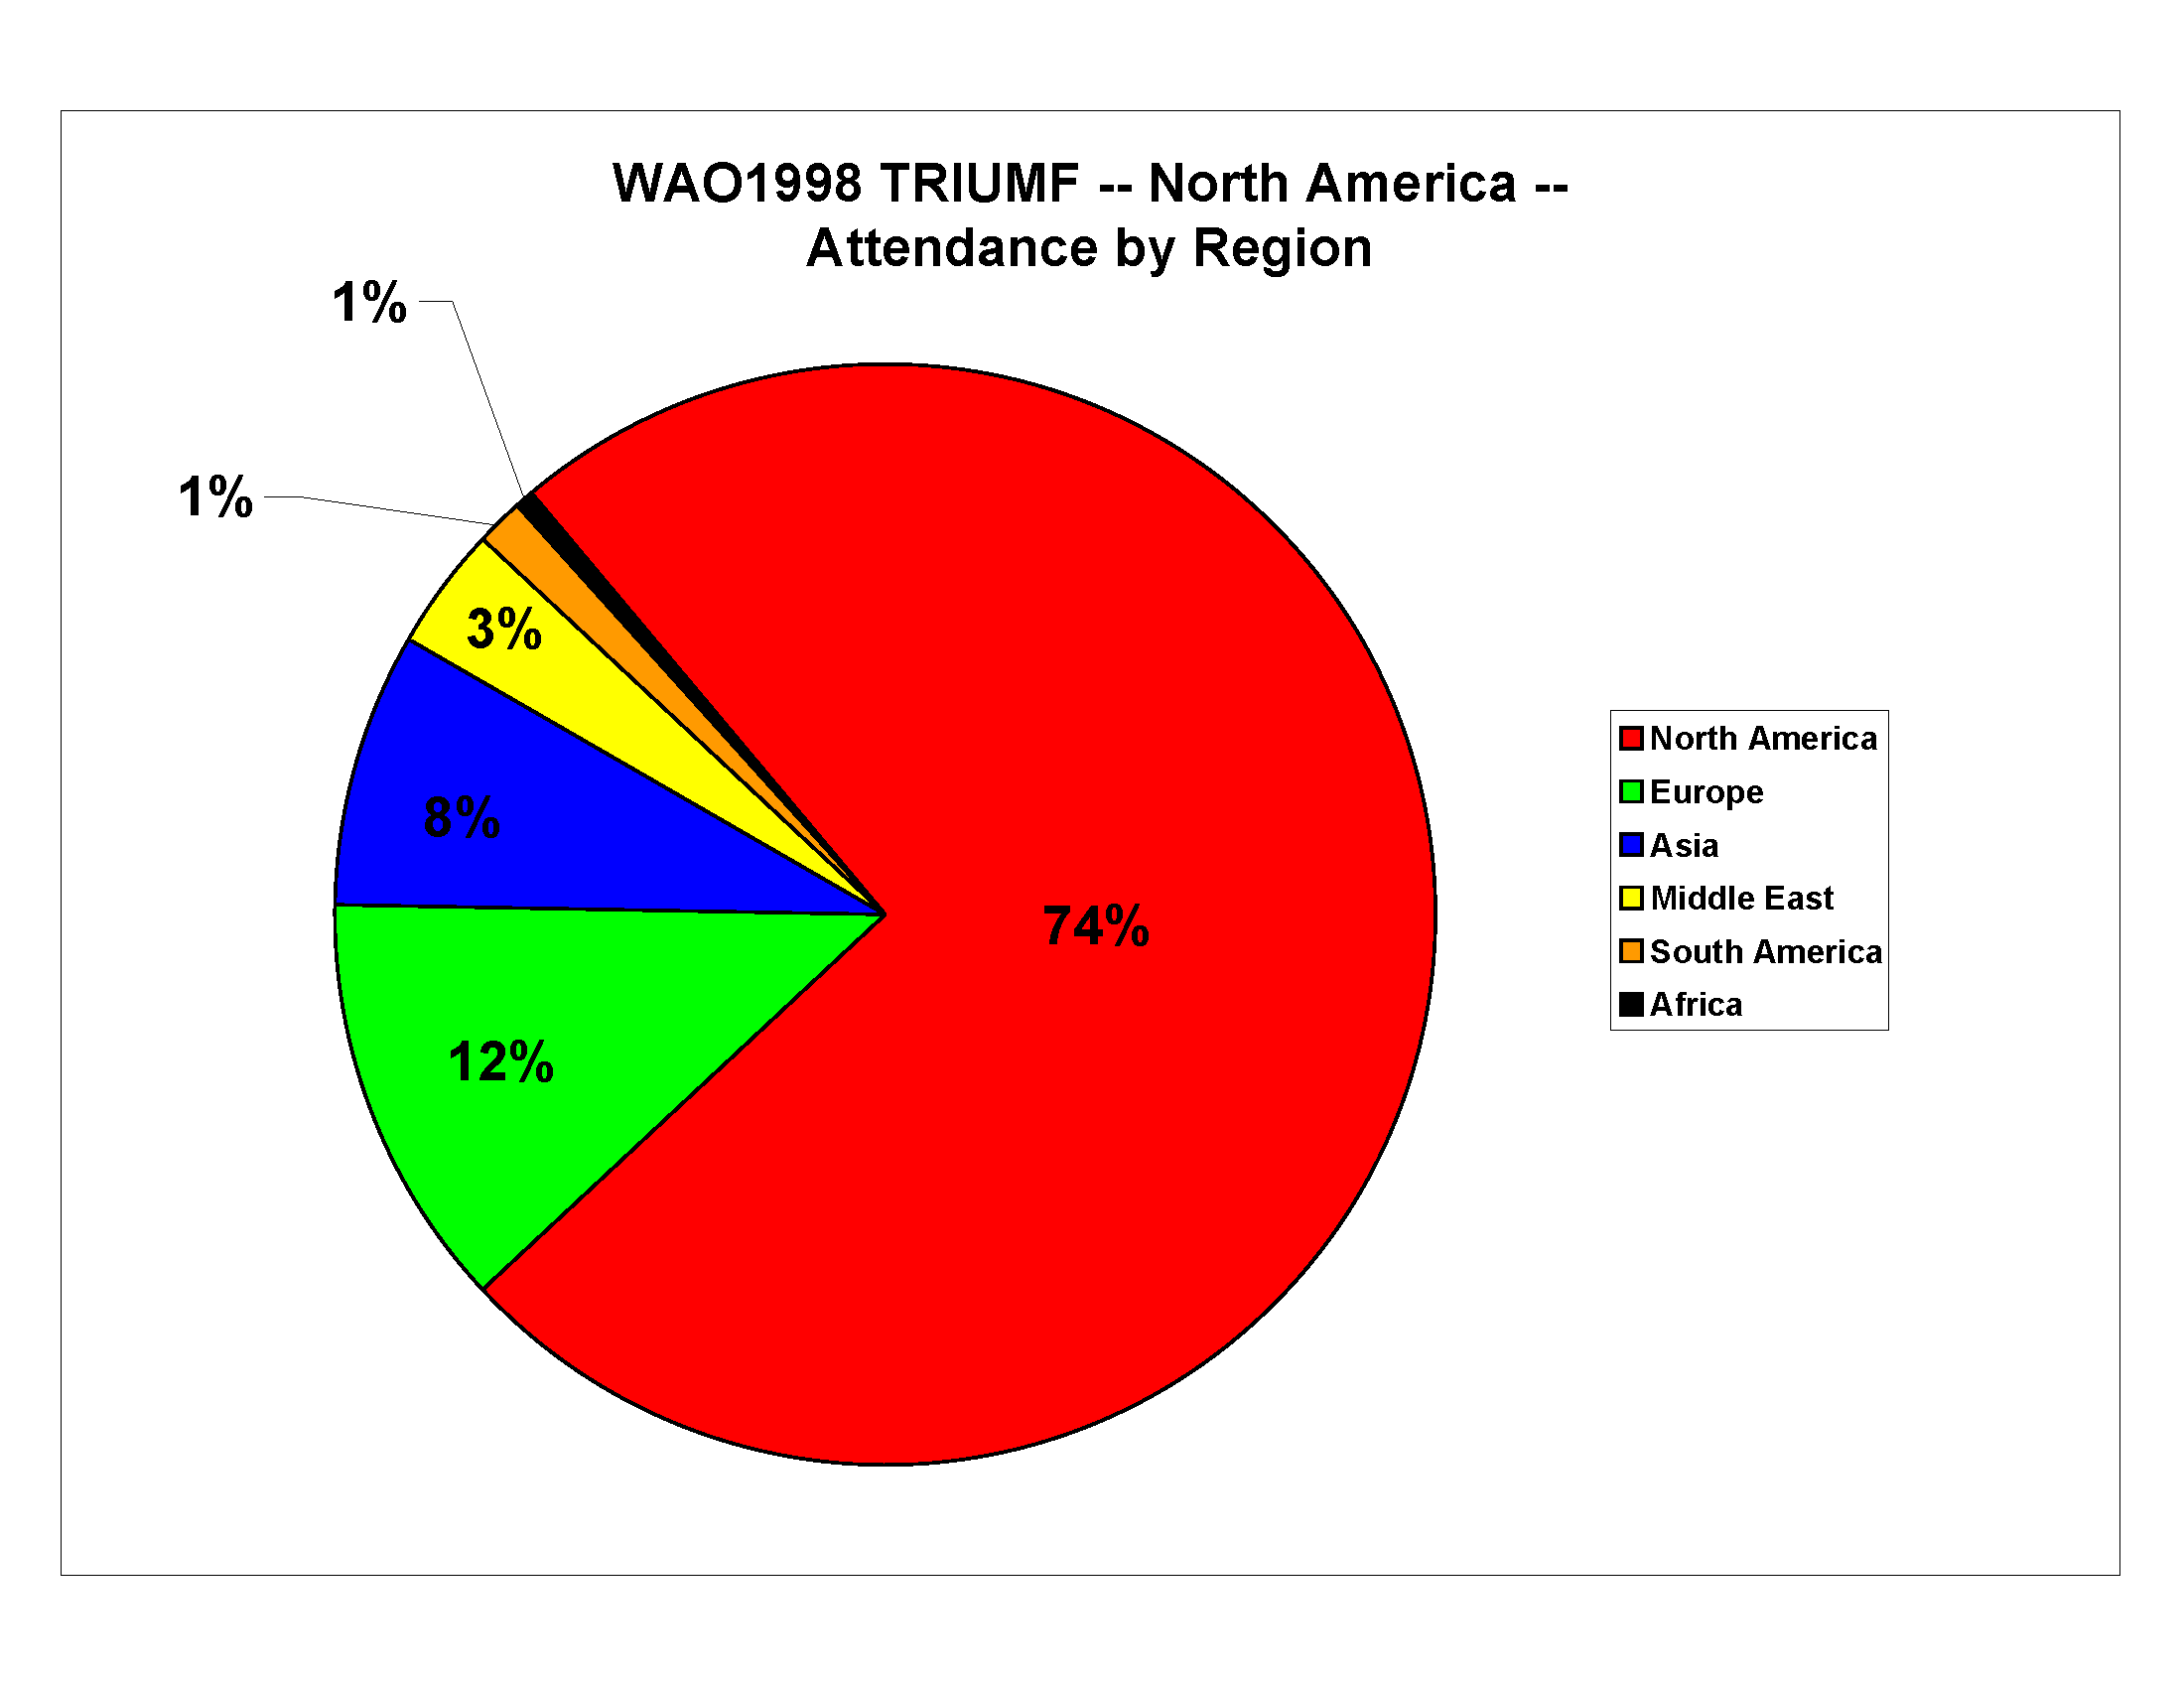 WAO1998 TRIUMF -- North America --
Attendance by Region
1%
1%
3%
8%
74%
12%
North America
Europe
Asia
Middle East
South America
Africa